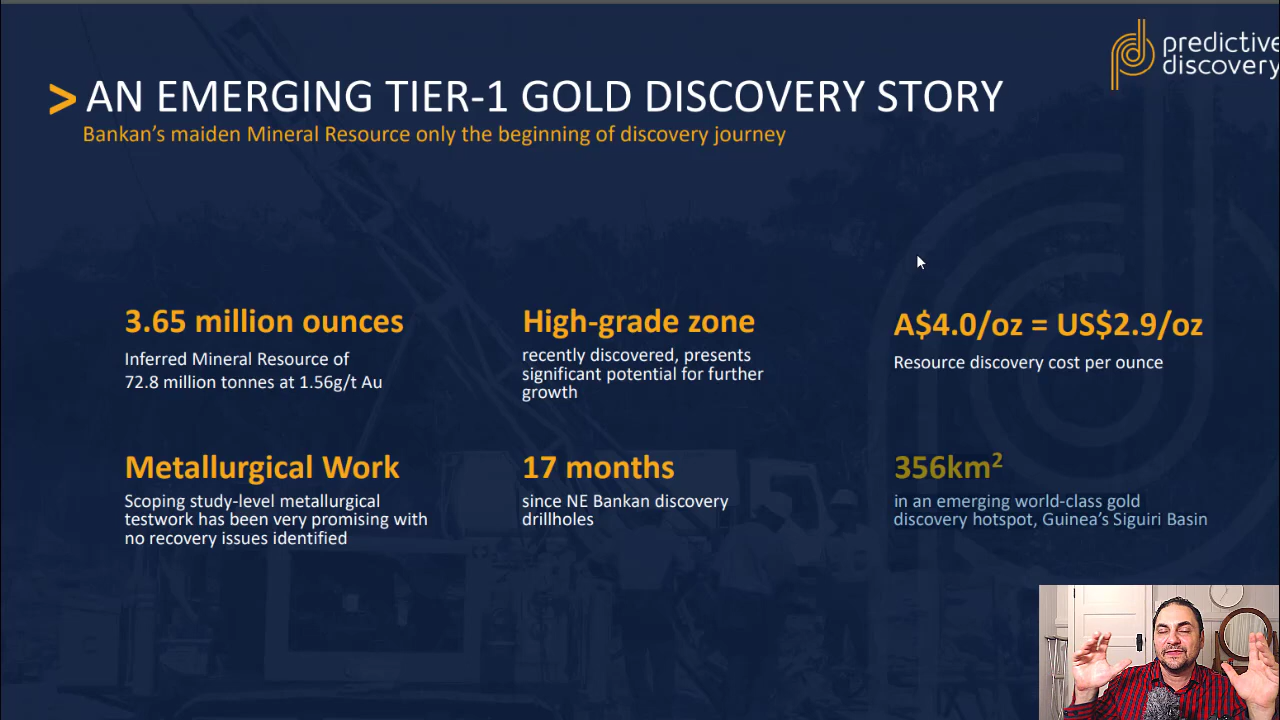 predictive
discovery
> AN EMERGING TIER-1 GOLD DISCOVERY STORY
Bankan's maiden Mineral Resource only the beginning of discovery journey
3.65 million ounces
Inferred Mineral Resource of
72.8 million tonnes at 1.56g/t Au
High-grade zone
recently discovered, presents
significant potential for further
growth
A$4.0/oz = US$2.9/oz
Resource discovery cost per ounce
Metallurgical Work
Scoping study-level metallurgical
testwork has been very promising with
no recovery issues identified
17 months
since NE Bankan discovery
drillholes
356km²
in an emerging world-class gold
discovery hotspot, Guinea's Siguiri Basin